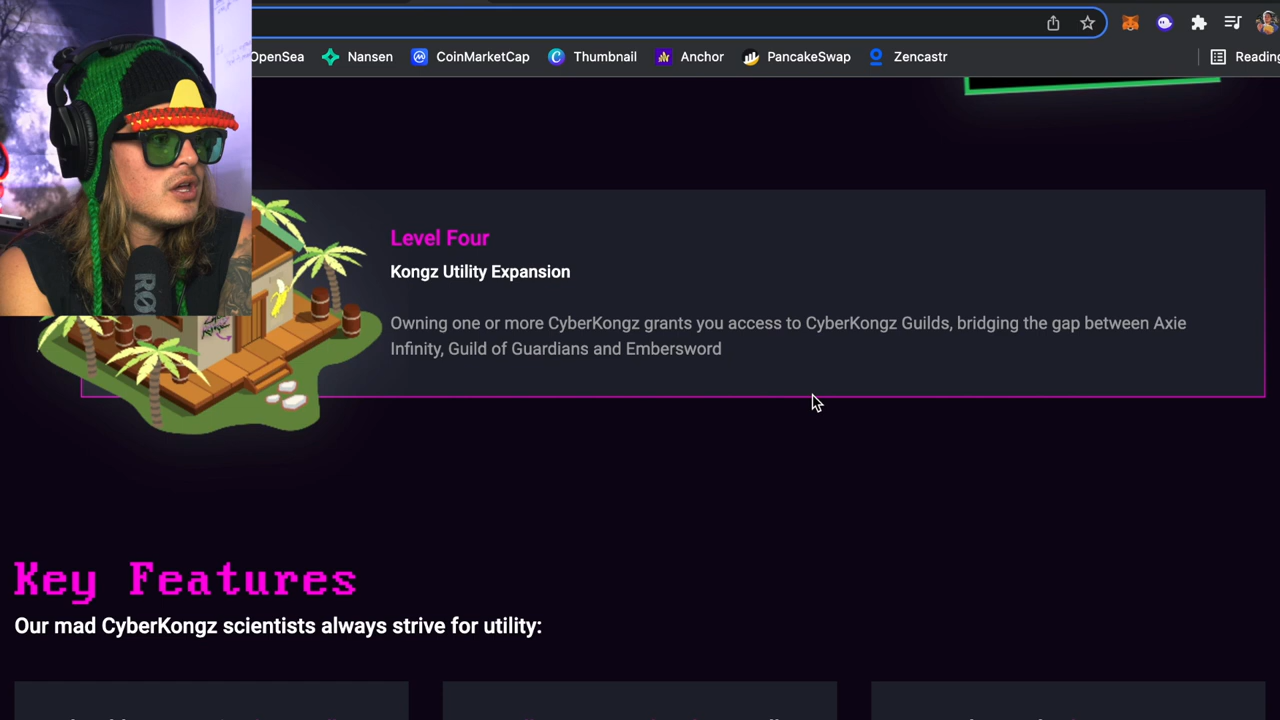 OpenSea Nansen CoinMarketCap Thumbnail Anchor PancakeSwap Zencastr Reading
Level Four
Kongz Utility Expansion
Owning one or more CyberKongz grants you access to CyberKongz Guilds, bridging the gap between Axie
Infinity, Guild of Guardians and Embersword
Key Features
Our mad CyberKongz scientists always strive for utility: